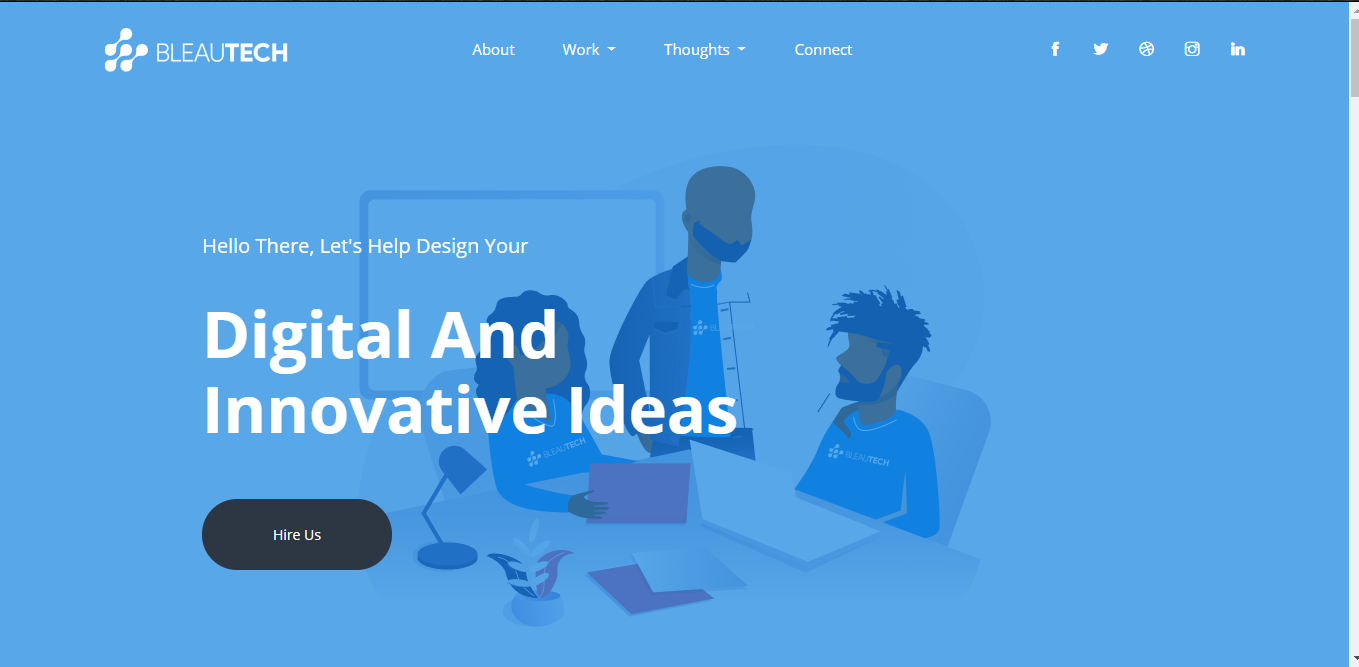 BLEAUTECH
About
Work
Thoughts
Connect
Hello There, Let's Help Design Your
Digital And
Innovative Ideas
BLEAUTECH
BLEAUTECH
Hire Us